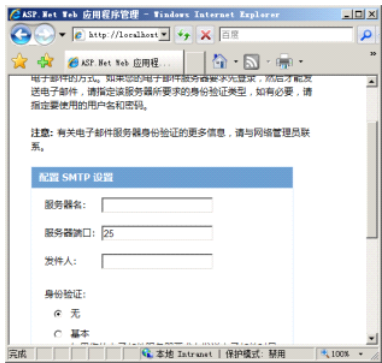 ASP.Net Web 应用程序管理 - Windows Internet Explorer
http://localhost
百度
ASP.Net Web 应用程...
电子邮件的方式。如果您的电子邮件服务器要求先登录，然后才能发
送电子邮件，请指定该服务器所要求的身份验证类型，如有必要，请
指定要使用的用户名和密码。
注意: 有关电子邮件服务器身份验证的更多信息，请与网络管理员联
系。
配置 SMTP 设置
服务器名:
服务器端口: 25
发件人:
身份验证:
无
基本
完成
本地 Intranet | 保护模式: 禁用
100%